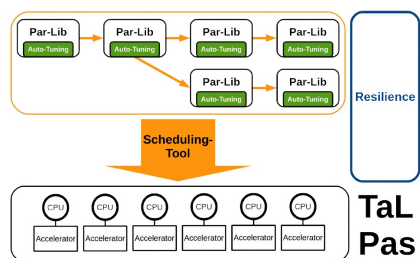 Par-Lib Par-Lib Par-Lib Par-Lib
Auto-Tuning Auto-Tuning Auto-Tuning Auto-Tuning
Par-Lib Par-Lib
Auto-Tuning Auto-Tuning
Resilience
Scheduling-
Tool
CPU CPU CPU CPU CPU CPU
Accelerator Accelerator Accelerator Accelerator Accelerator Accelerator
TaL
Pas